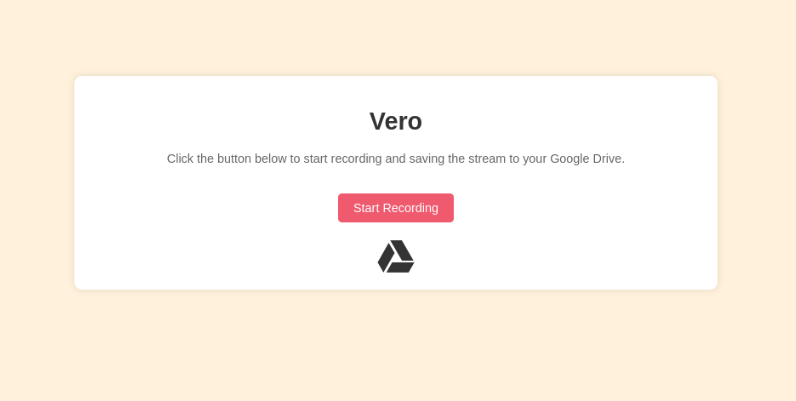 Vero
Click the button below to start recording and saving the stream to your Google Drive.
Start Recording